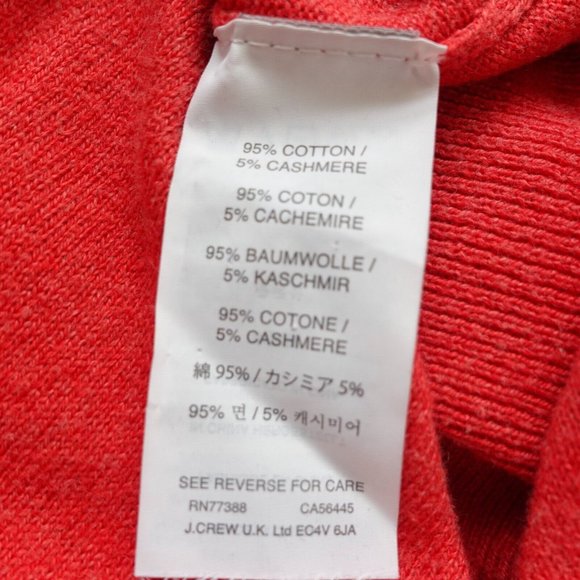 95% COTTON /
5% CASHMERE
95% COTON /
5% CACHEMIRE
95% BAUMWOLLE /
5% KASCHMIR
95% COTONE /
5% CASHMERE
綿 95% / カシミア 5%
95% 면 / 5% 캐시미어
SEE REVERSE FOR CARE
RN77388 CA56445
J.CREW U.K. Ltd EC4V 6JA